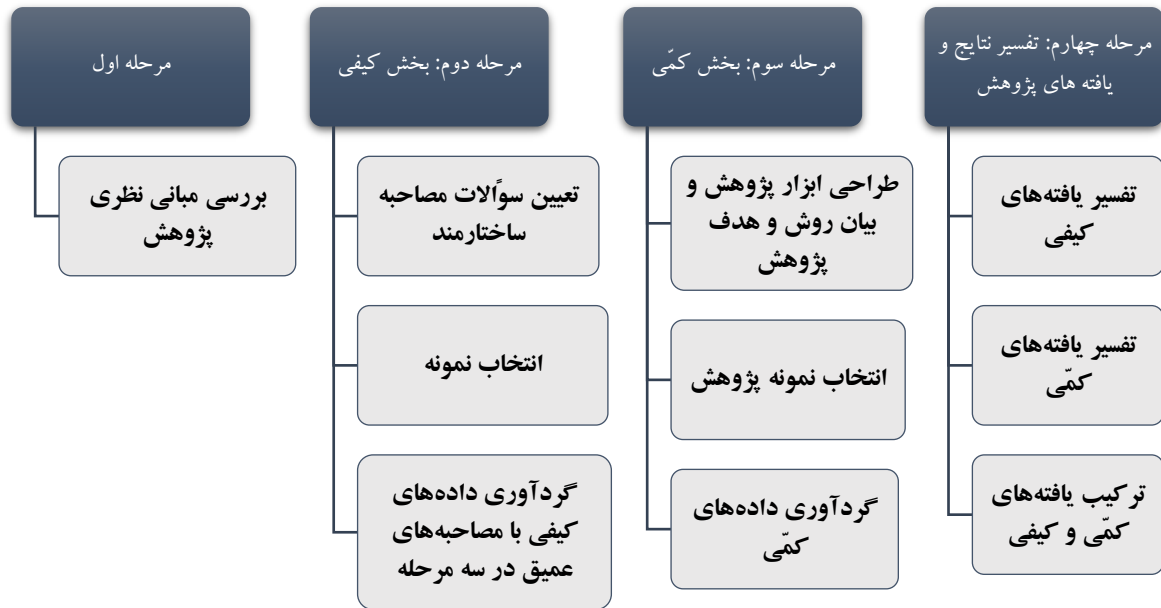 مرحله اول
بررسی مبانی نظری
پژوهش
مرحله دوم: بخش کیفی
تعیین سوًالات مصاحبه
ساختارمند
انتخاب نمونه
گردآوری داده‌های
کیفی با مصاحبه‌های
عمیق در سه مرحله
مرحله سوم: بخش کمّی
طراحی ابزار پژوهش و
بیان روش و هدف
پژوهش
انتخاب نمونه پژوهش
گردآوری داده‌های
کمّی
مرحله چهارم: تفسیر نتایج و
یافته های پژوهش
تفسیر یافته‌های
کیفی
تفسیر یافته‌های
کمّی
ترکیب یافته‌های
کمّی و کیفی